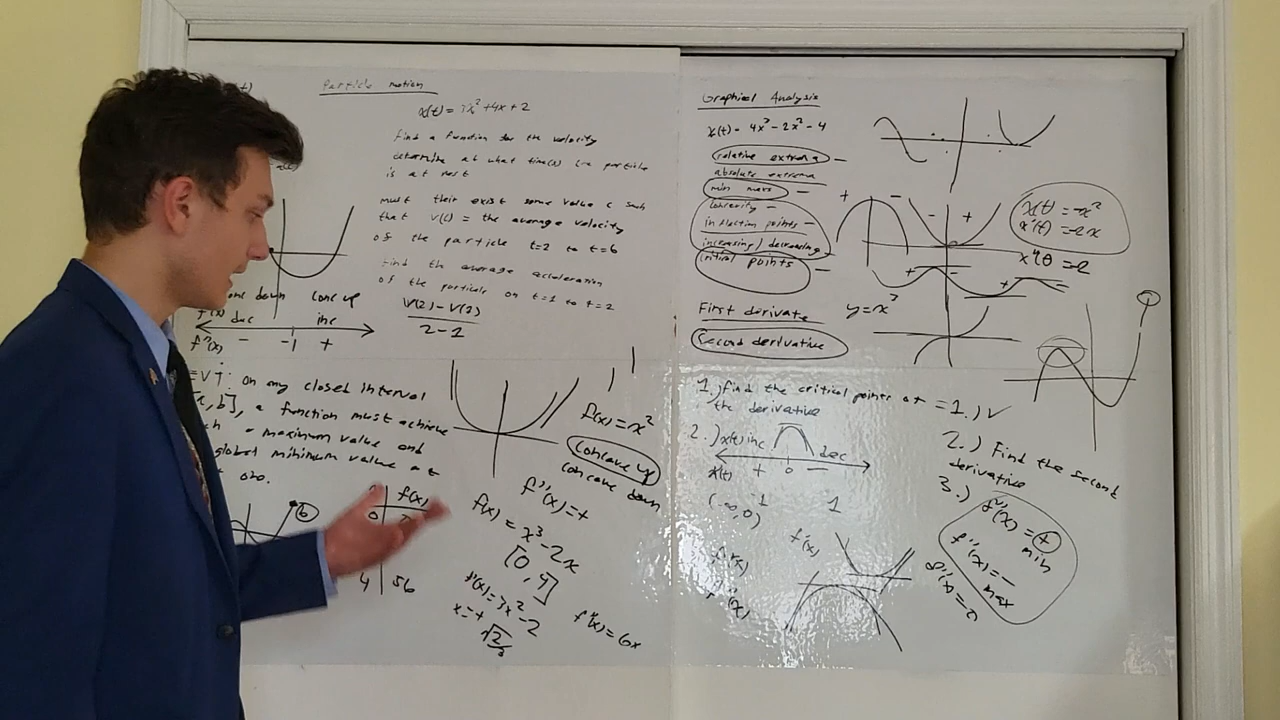 Particle motion
x(t) = 3x² + 4x + 2
find a function for the velocity
determine at what time(s) the particle
is at rest
must their exist some value c such
that v(c) = the average velocity
of the particle t=2 to t=6
find the average acceleration
of the particle on t=1 to t=2
2-1
down conc up
f(x) dec inc
f''(x) - -1 +
on any closed interval
, b], a function must achieve
maximum value and
global minimum value at
b
f(x)
0
4 56
f(x) = x²
concave up
concave down
f''(x) = +
f(x) = x³ - 2x
[0, 4]
f'(x) = 3x² - 2
f''(x) = 6x
Graphical Analysis
x(t) = 4x³ - 2x² - 4
relative extrema -
absolute extrema
min max -
concavity -
inflection points -
increasing/decreasing
critical points -
First derivate
Second derivative
+ - - +
x(t) = -x²
x'(t) = -2x
= -2
+ - +
y = x³
1.) find the critical points of
the derivative
2.) x(t) inc dec
+ 0 -
-1 1
(-∞, 0)
f'(x)
f''(x)
f'(x)
= 1.) ✓
2.) Find the second
derivative
3.)
f''(x) = + min
f''(x) = - max